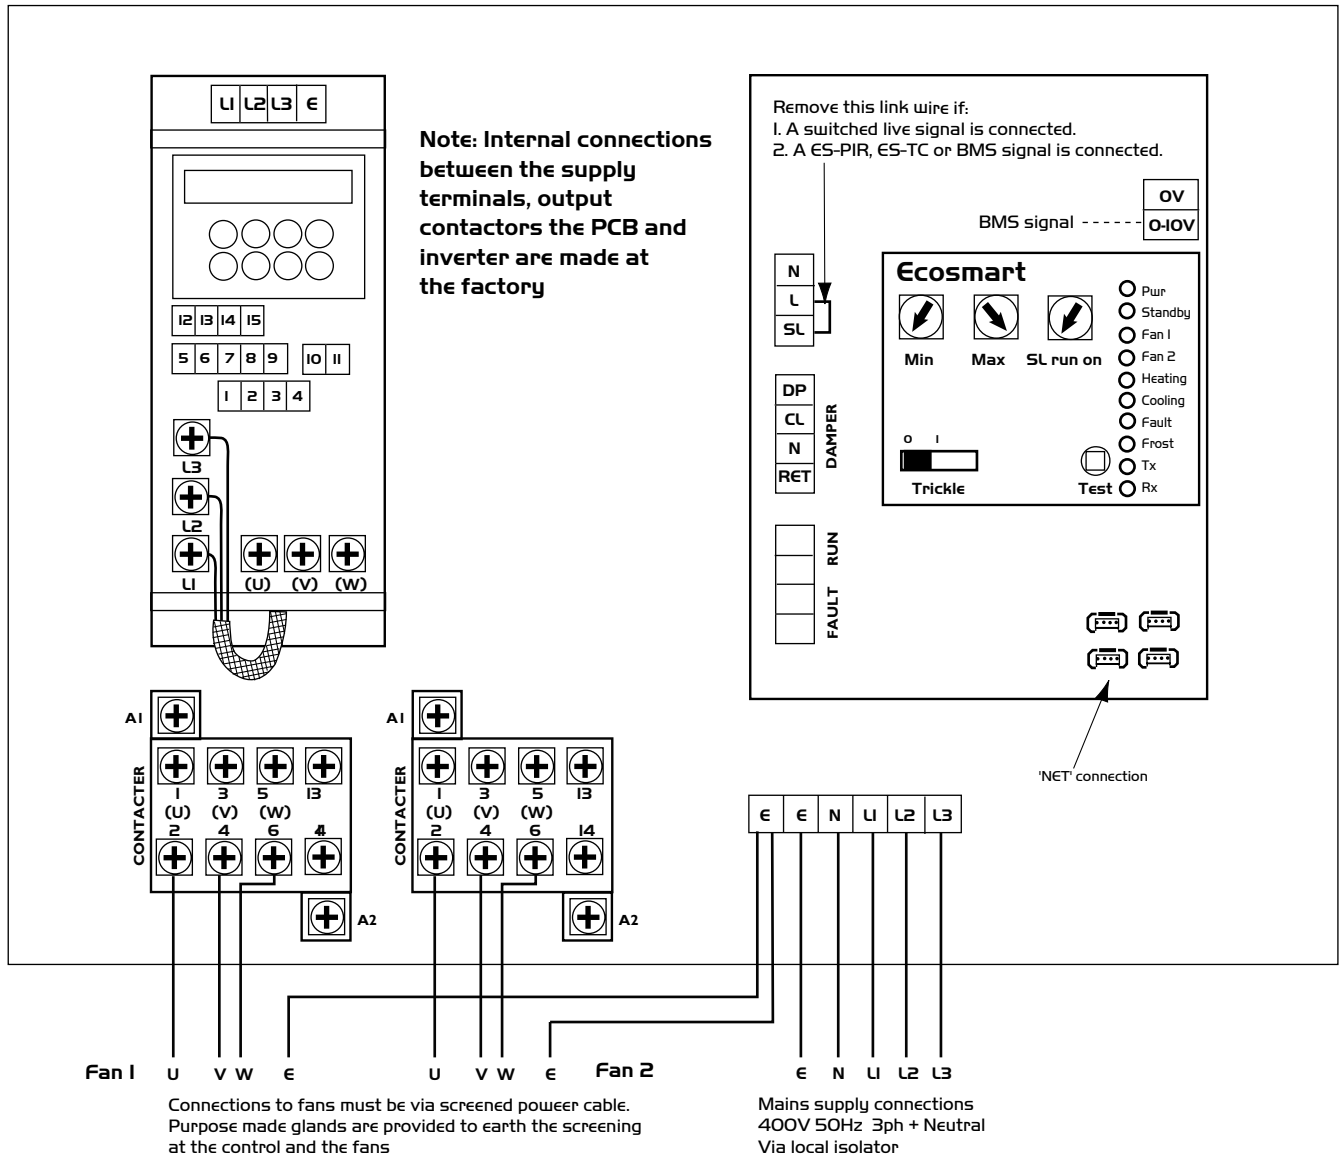 L1 L2 L3 E
Note: Internal connections
between the supply
terminals, output
contactors the PCB and
inverter are made at
the factory
12 13 14 15
5 6 7 8 9 10 11
1 2 3 4
L3
L2
L1 (U) (V) (W)
Remove this link wire if:
1. A switched live signal is connected.
2. A ES-PIR, ES-TC or BMS signal is connected.
0V
BMS signal 0-10V
N
L
SL
Ecosmart
Min Max SL run on
Pwr
Standby
Fan 1
Fan 2
Heating
Cooling
Fault
Frost
Tx
Rx
0 1
Trickle
Test
DP
CL
N
RET
DAMPER
RUN
FAULT
'NET' connection
A1
CONTACTER
1 3 5 13
(U) (V) (W)
2 4 6 4
A2
A1
CONTACTER
1 3 5 13
(U) (V) (W)
2 4 6 14
A2
E E N L1 L2 L3
Fan 1 U V W E
U V W E Fan 2
E N L1 L2 L3
Connections to fans must be via screened poweer cable.
Purpose made glands are provided to earth the screening
at the control and the fans
Mains supply connections
400V 50Hz 3ph + Neutral
Via local isolator